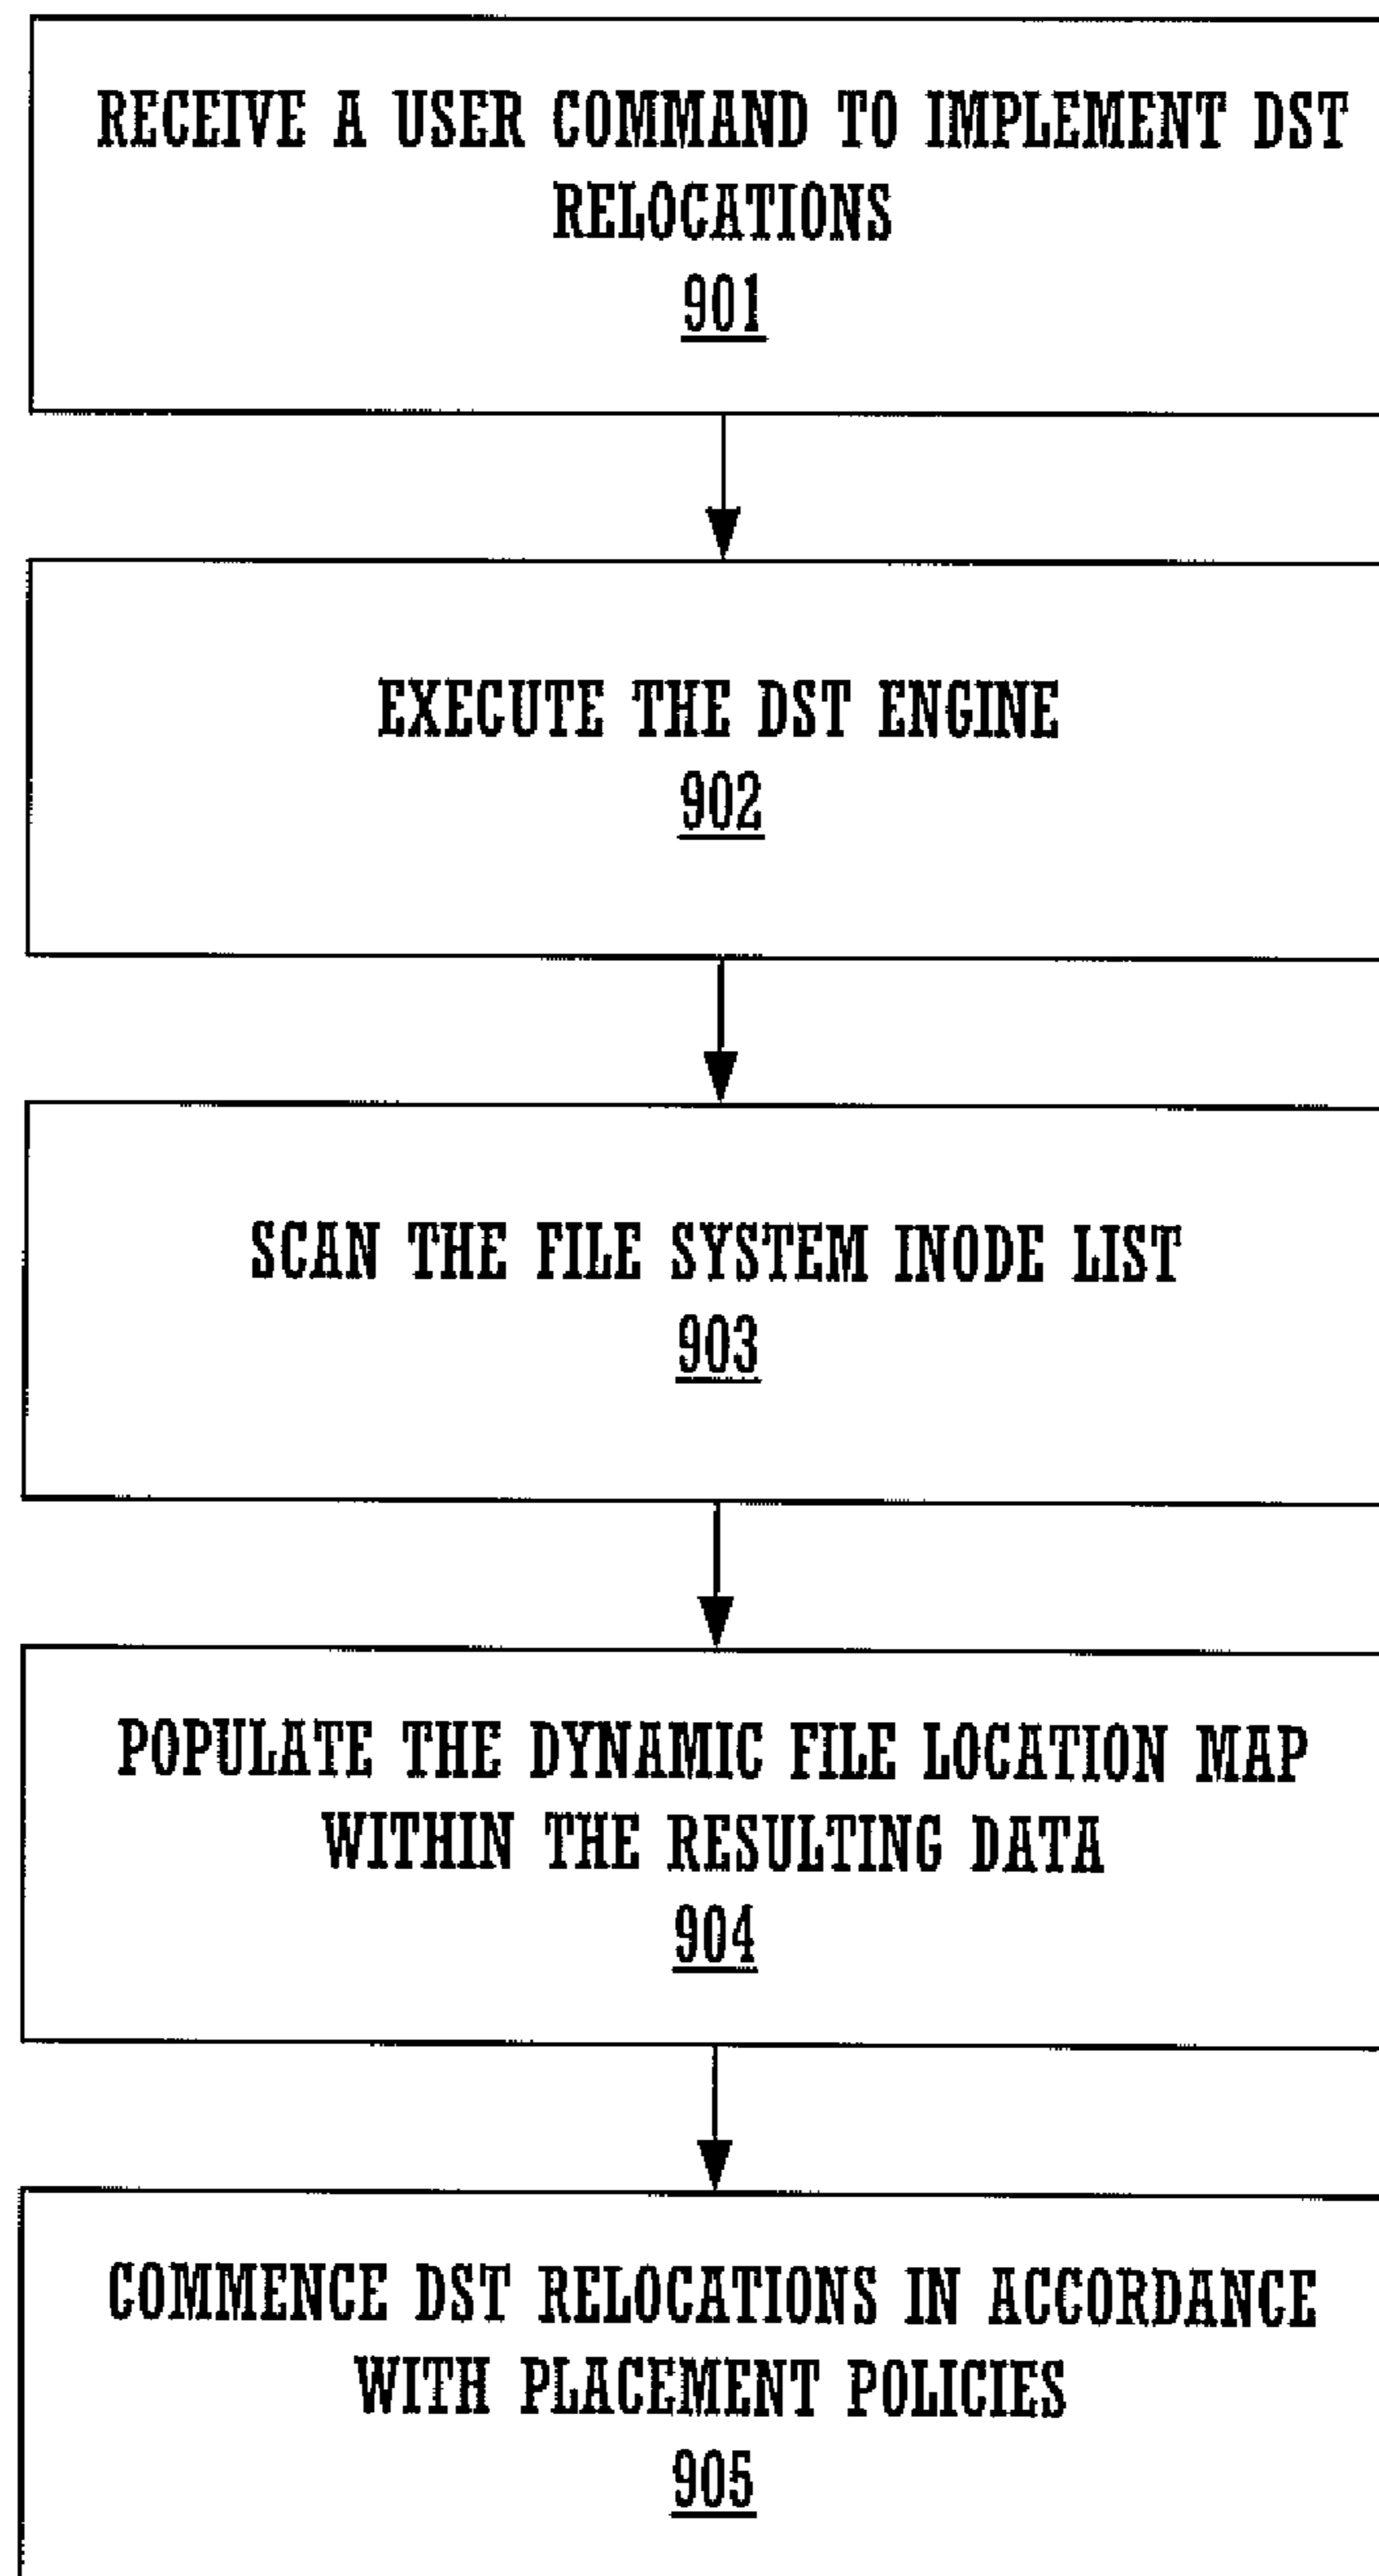 RECEIVE A USER COMMAND TO IMPLEMENT DST
RELOCATIONS
901
EXECUTE THE DST ENGINE
902
SCAN THE FILE SYSTEM INODE LIST
903
POPULATE THE DYNAMIC FILE LOCATION MAP
WITHIN THE RESULTING DATA
904
COMMENCE DST RELOCATIONS IN ACCORDANCE
WITH PLACEMENT POLICIES
905